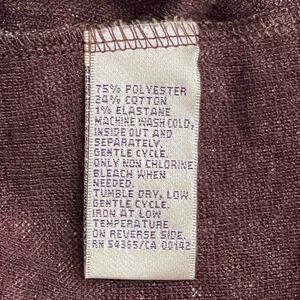 75% POLYESTER
24% COTTON
1% ELASTANE
MACHINE WASH COLD,
INSIDE OUT AND
SEPARATELY.
GENTLE CYCLE.
ONLY NON CHLORINE
BLEACH WHEN
NEEDED.
TUMBLE DRY, LOW
GENTLE CYCLE.
IRON AT LOW
TEMPERATURE
ON REVERSE SIDE.
RN 54365/CA 00142